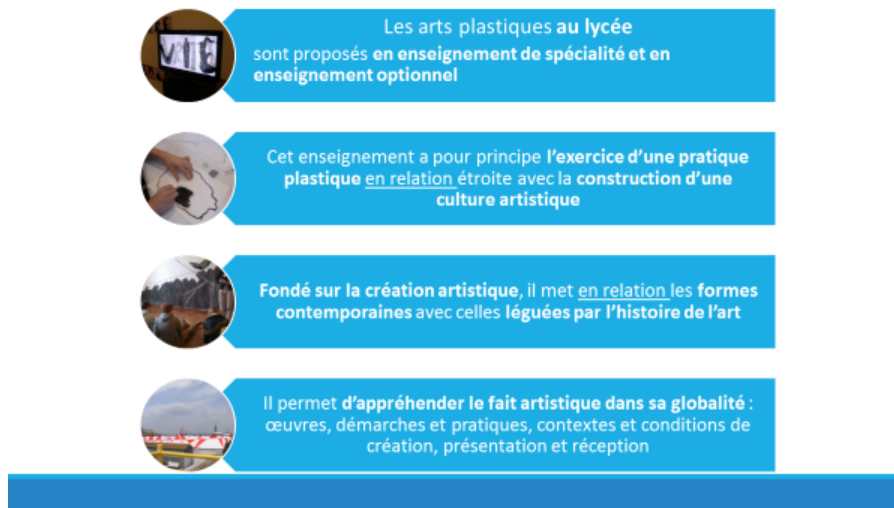 Les arts plastiques au lycée
sont proposés en enseignement de spécialité et en
enseignement optionnel
Cet enseignement a pour principe l’exercice d’une pratique
plastique en relation étroite avec la construction d’une
culture artistique
Fondé sur la création artistique, il met en relation les formes
contemporaines avec celles léguées par l’histoire de l’art
Il permet d’appréhender le fait artistique dans sa globalité :
œuvres, démarches et pratiques, contextes et conditions de
création, présentation et réception